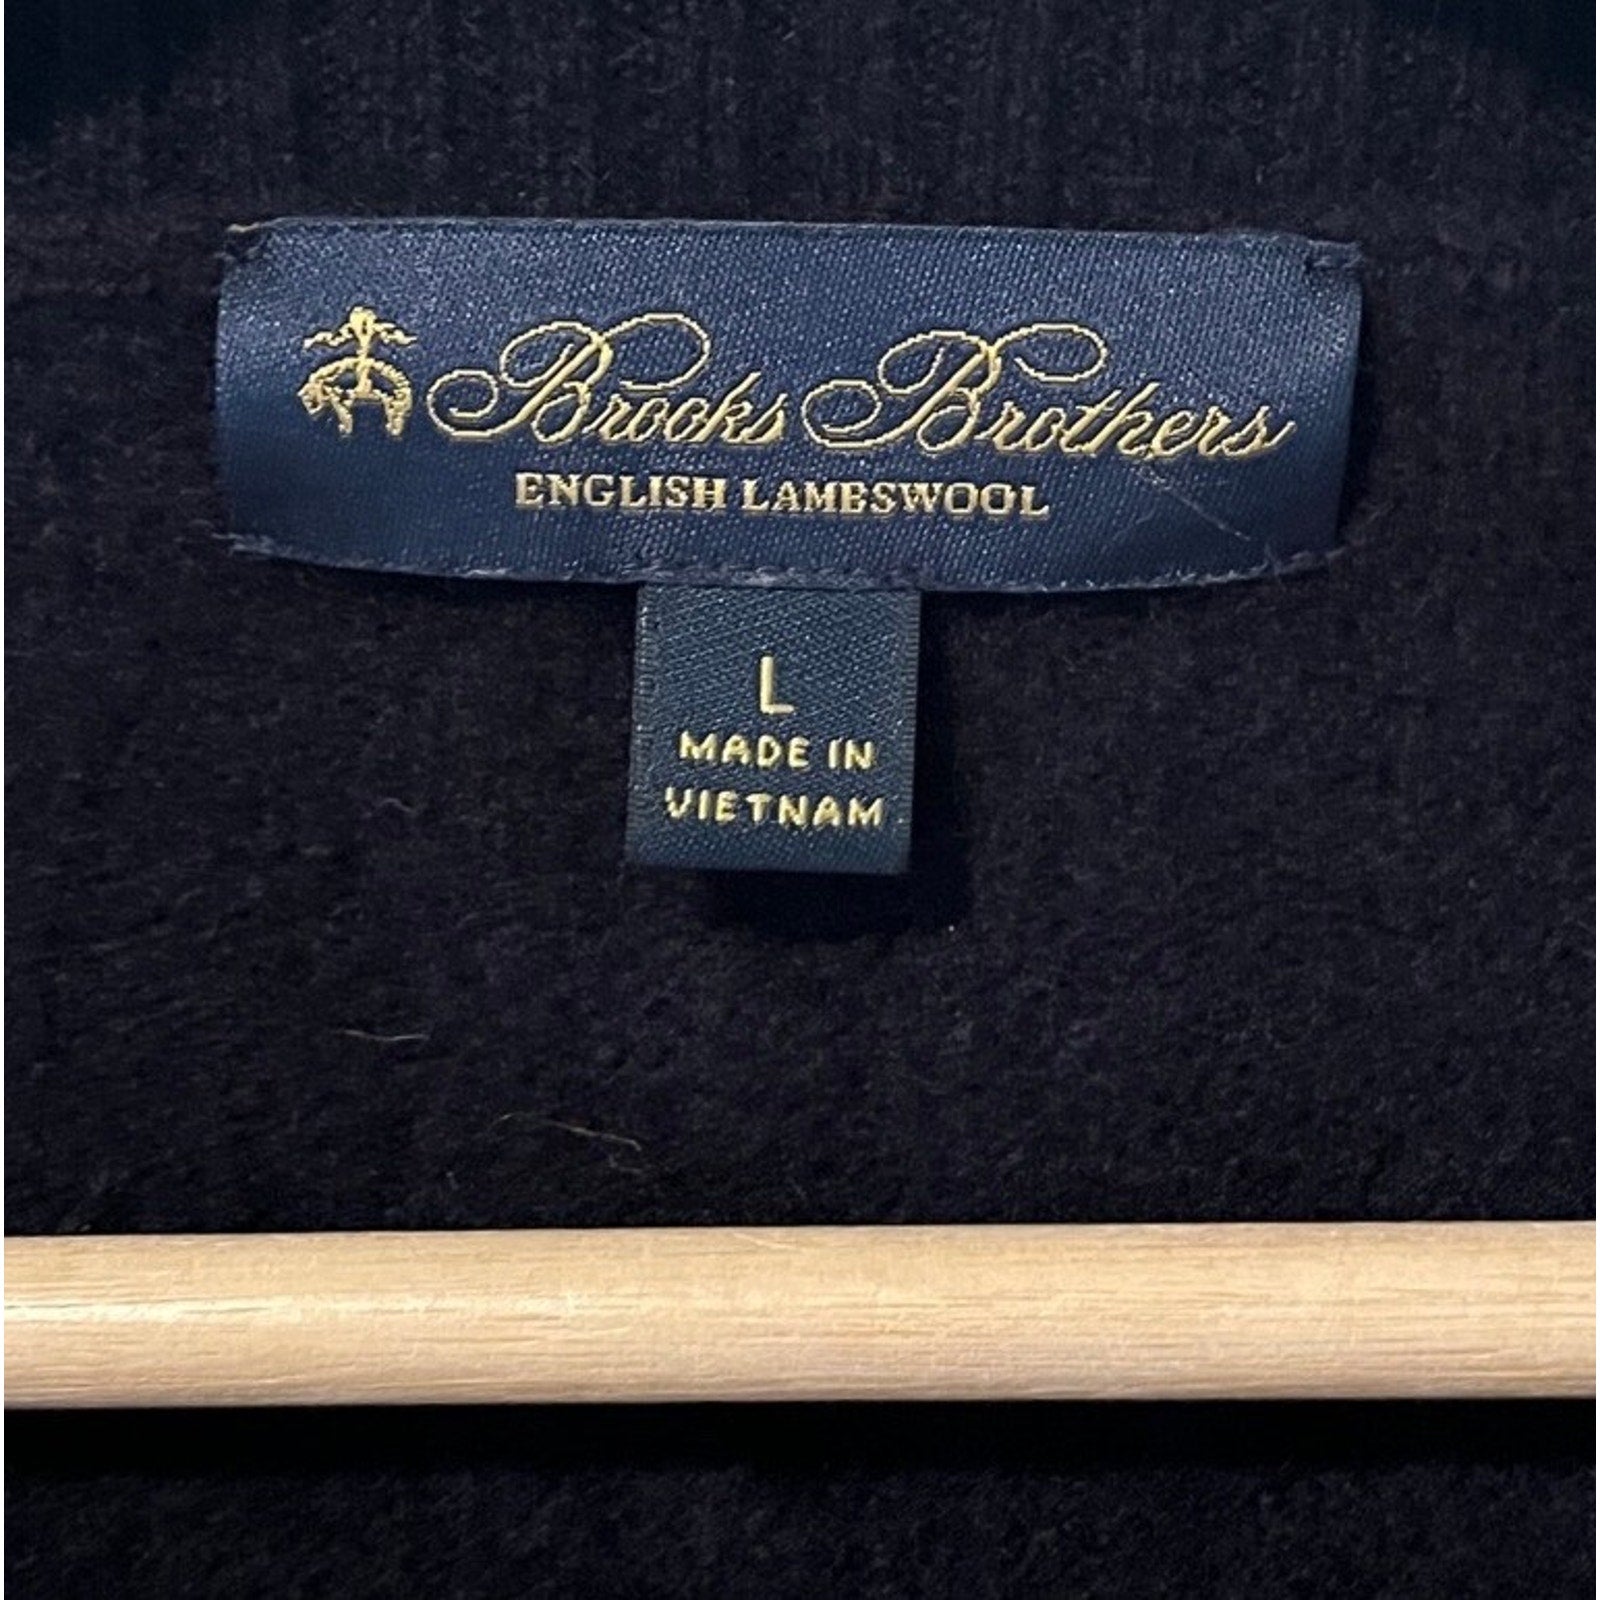 Brooks Brothers
ENGLISH LAMBSWOOL
L
MADE IN
VIETNAM